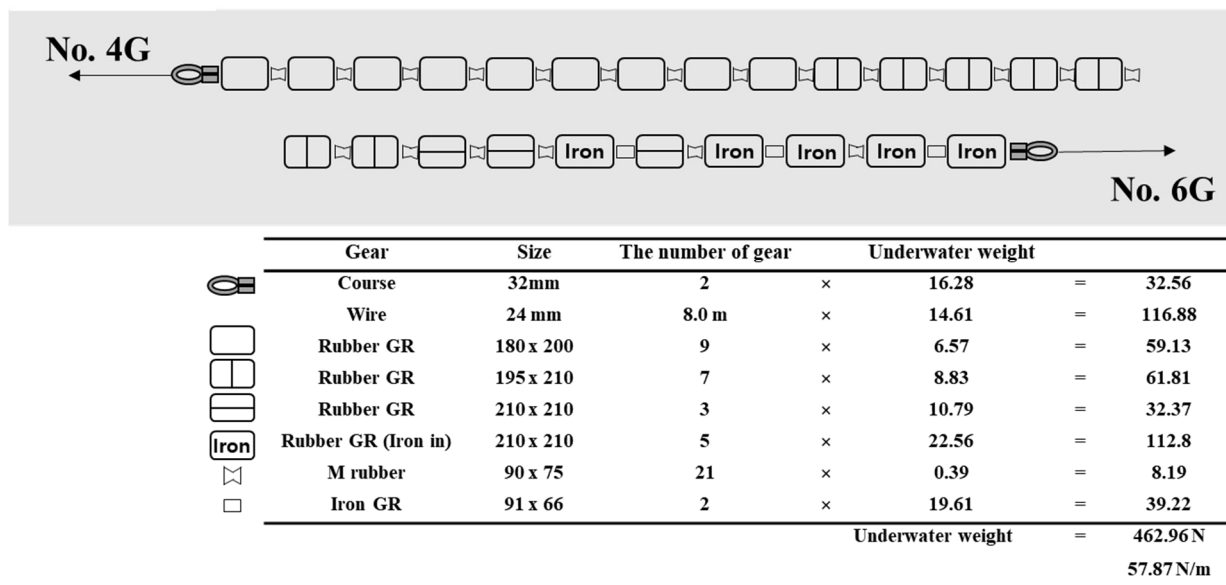 No. 4G
Iron Iron Iron Iron Iron
No. 6G
Gear Size The number of gear Underwater weight
Course 32mm 2 × 16.28 = 32.56
Wire 24 mm 8.0 m × 14.61 = 116.88
Rubber GR 180 x 200 9 × 6.57 = 59.13
Rubber GR 195 x 210 7 × 8.83 = 61.81
Rubber GR 210 x 210 3 × 10.79 = 32.37
Iron Rubber GR (Iron in) 210 x 210 5 × 22.56 = 112.8
M rubber 90 x 75 21 × 0.39 = 8.19
Iron GR 91 x 66 2 × 19.61 = 39.22
Underwater weight = 462.96 N
57.87 N/m